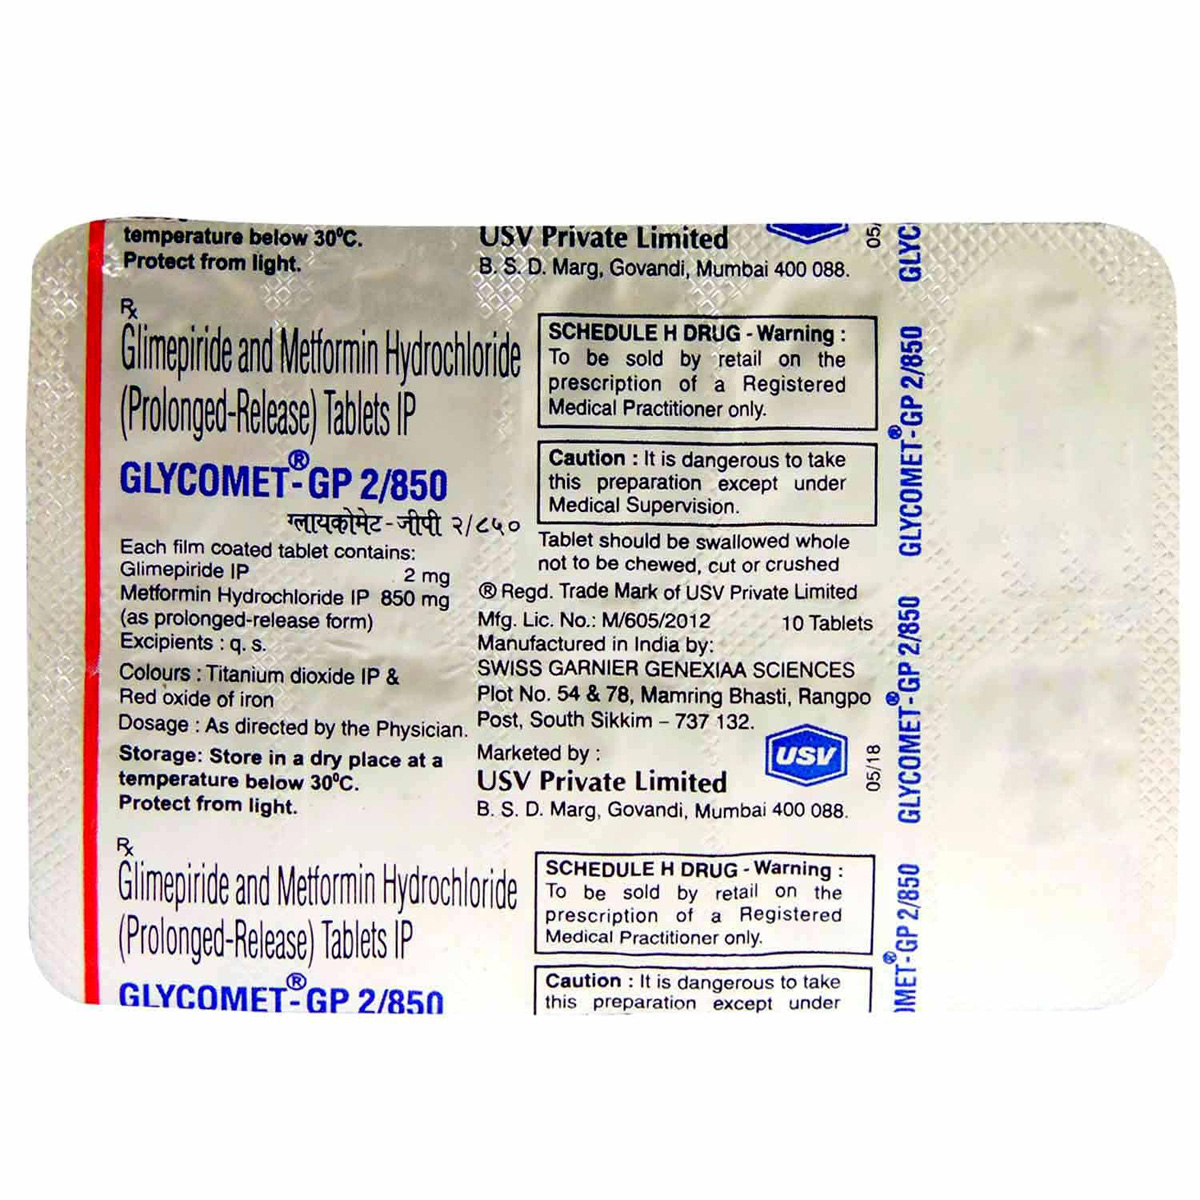 temperature below 30⁰C.
Protect from light.
USV Private Limited
B. S. D. Marg, Govandi, Mumbai 400 088.
05/
Rx
Glimepiride and Metformin Hydrochloride
(Prolonged-Release) Tablets IP
GLYCOMET®-GP 2/850
ग्लायकोमेट-जीपी २/८५०
Each film coated tablet contains:
Glimepiride IP 2 mg
Metformin Hydrochloride IP 850 mg
(as prolonged-release form)
Excipients : q. s.
Colours : Titanium dioxide IP &
Red oxide of iron
Dosage : As directed by the Physician.
Storage: Store in a dry place at a
temperature below 30⁰C.
Protect from light.
SCHEDULE H DRUG - Warning :
To be sold by retail on the
prescription of a Registered
Medical Practitioner only.
Caution : It is dangerous to take
this preparation except under
Medical Supervision.
Tablet should be swallowed whole
not to be chewed, cut or crushed
® Regd. Trade Mark of USV Private Limited
Mfg. Lic. No.: M/605/2012 10 Tablets
Manufactured in India by:
SWISS GARNIER GENEXIAA SCIENCES
Plot No. 54 & 78, Mamring Bhasti, Rangpo
Post, South Sikkim – 737 132.
Marketed by :
USV Private Limited
B. S. D. Marg, Govandi, Mumbai 400 088.
USV
05/18
Rx
Glimepiride and Metformin Hydrochloride
(Prolonged-Release) Tablets IP
GLYCOMET®-GP 2/850
SCHEDULE H DRUG - Warning :
To be sold by retail on the
prescription of a Registered
Medical Practitioner only.
Caution : It is dangerous to take
this preparation except under
GLYC
GLYCOMET®-GP 2/850
GLYCOMET®-GP 2/850
OMET®-GP 2/850